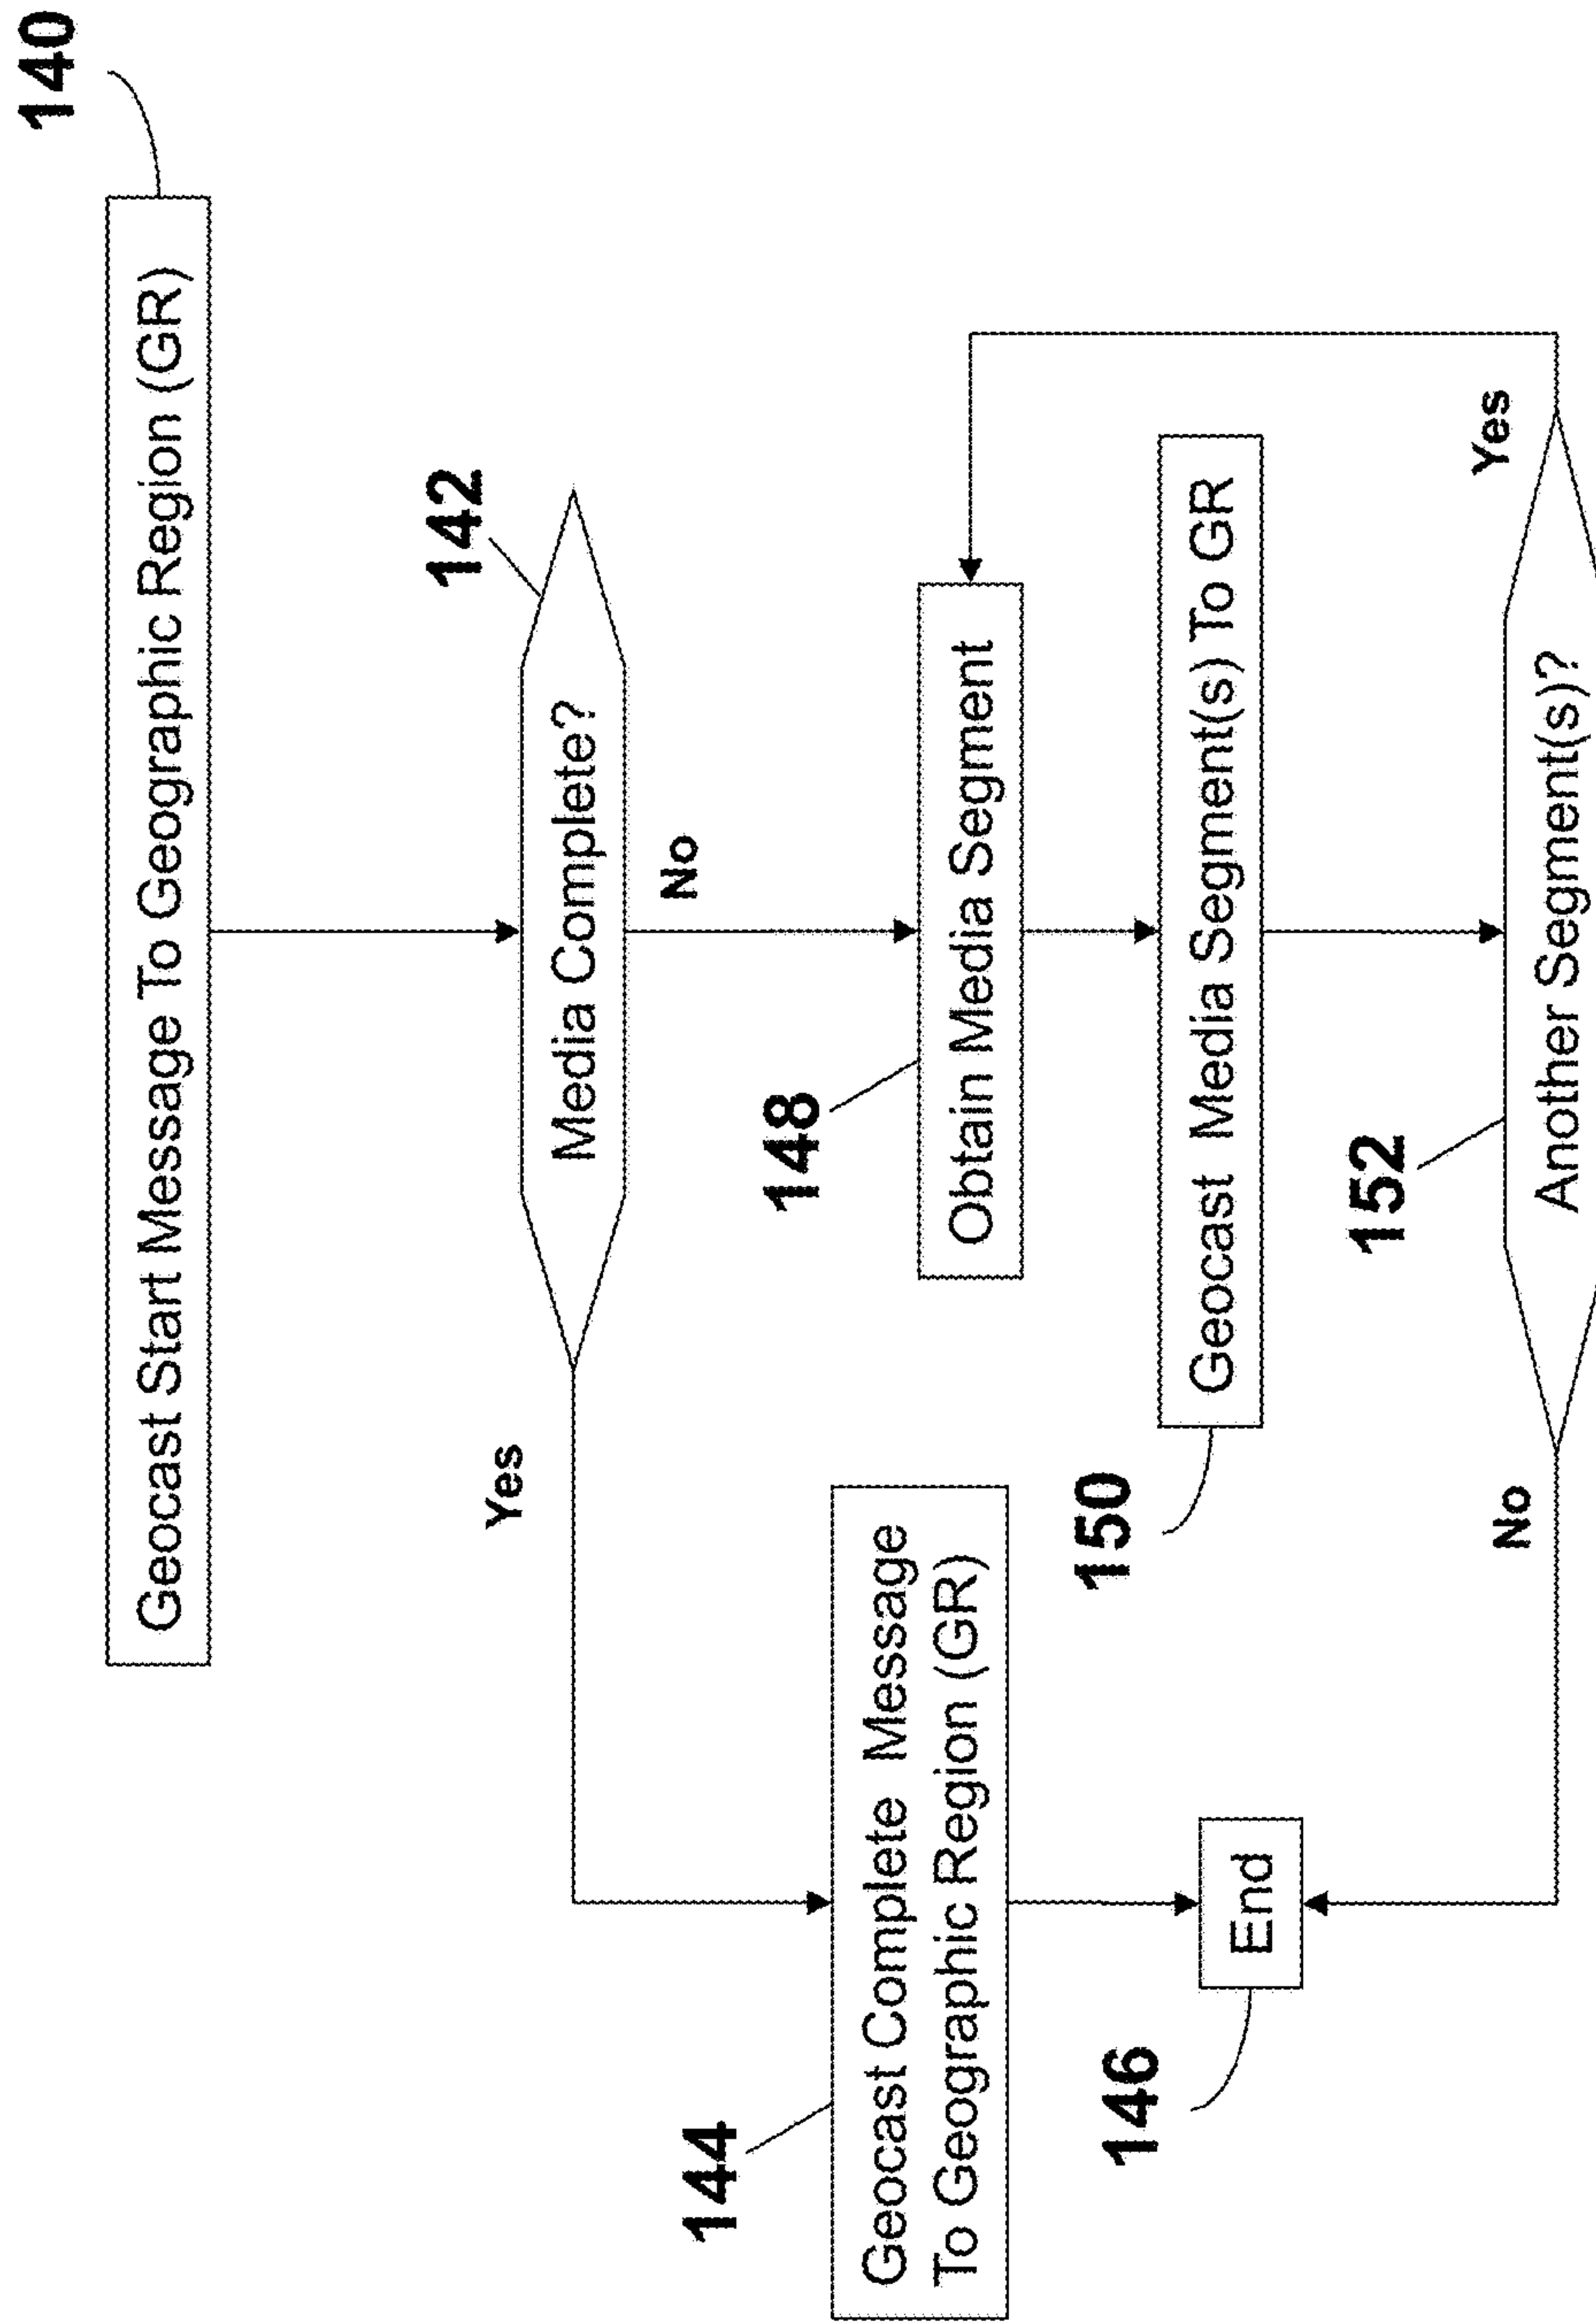 140
Geocast Start Message To Geographic Region (GR)
142
Media Complete?
Yes
No
144
Geocast Complete Message
To Geographic Region (GR)
148
Obtain Media Segment
150
Geocast Media Segment(s) To GR
146
End
152
Another Segment(s)?
Yes
No